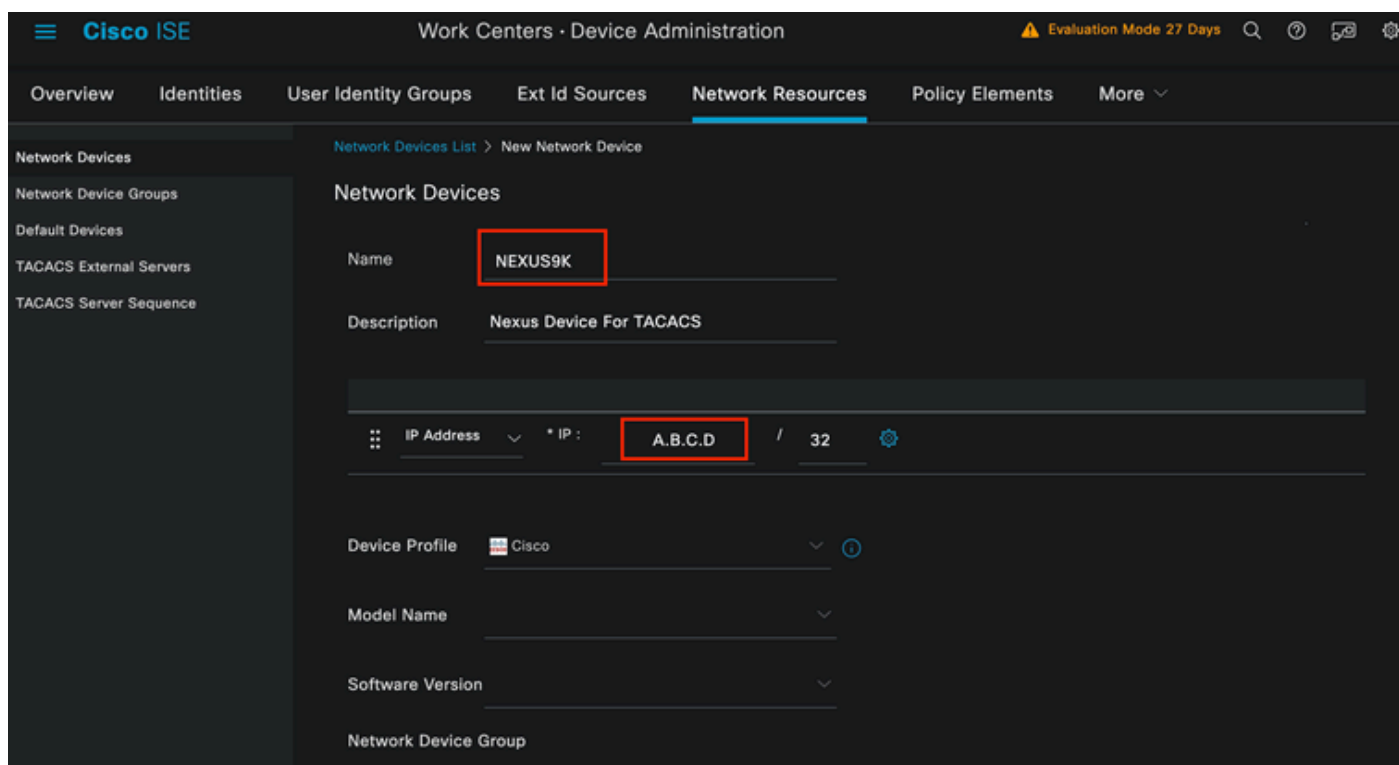 Cisco ISE
Work Centers · Device Administration
Evaluation Mode 27 Days
Overview Identities User Identity Groups Ext Id Sources Network Resources Policy Elements More
Network Devices
Network Device Groups
Default Devices
TACACS External Servers
TACACS Server Sequence
Network Devices List > New Network Device
Network Devices
Name NEXUS9K
Description Nexus Device For TACACS
IP Address * IP : A.B.C.D / 32
Device Profile Cisco
Model Name
Software Version
Network Device Group